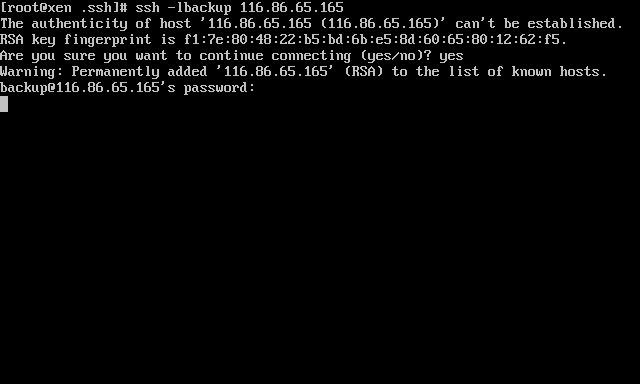 [root@xen .ssh]# ssh -lbackup 116.86.65.165
The authenticity of host '116.86.65.165 (116.86.65.165)' can't be established.
RSA key fingerprint is f1:7e:80:48:22:b5:bd:6b:e5:8d:60:65:80:12:62:f5.
Are you sure you want to continue connecting (yes/no)? yes
Warning: Permanently added '116.86.65.165' (RSA) to the list of known hosts.
backup@116.86.65.165's password: